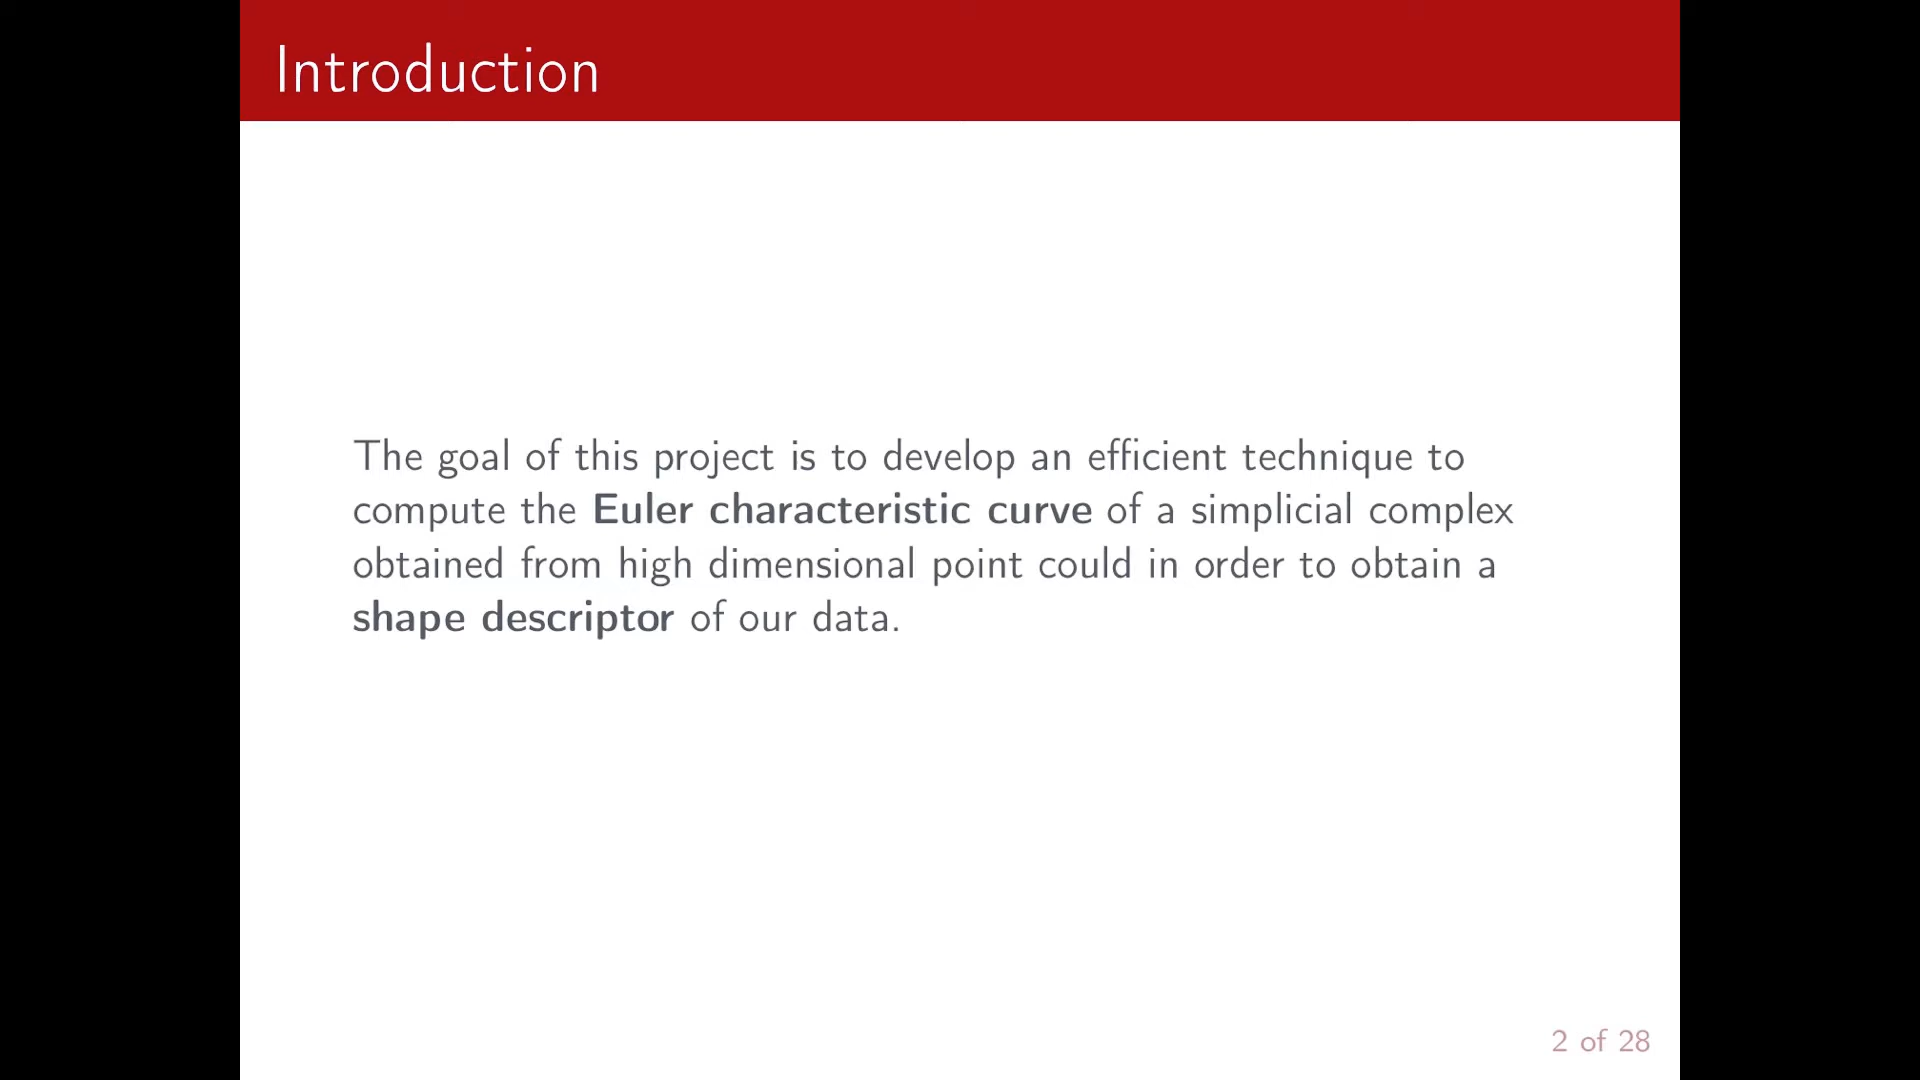 Introduction
The goal of this project is to develop an efficient technique to
compute the Euler characteristic curve of a simplicial complex
obtained from high dimensional point could in order to obtain a
shape descriptor of our data.
2 of 28